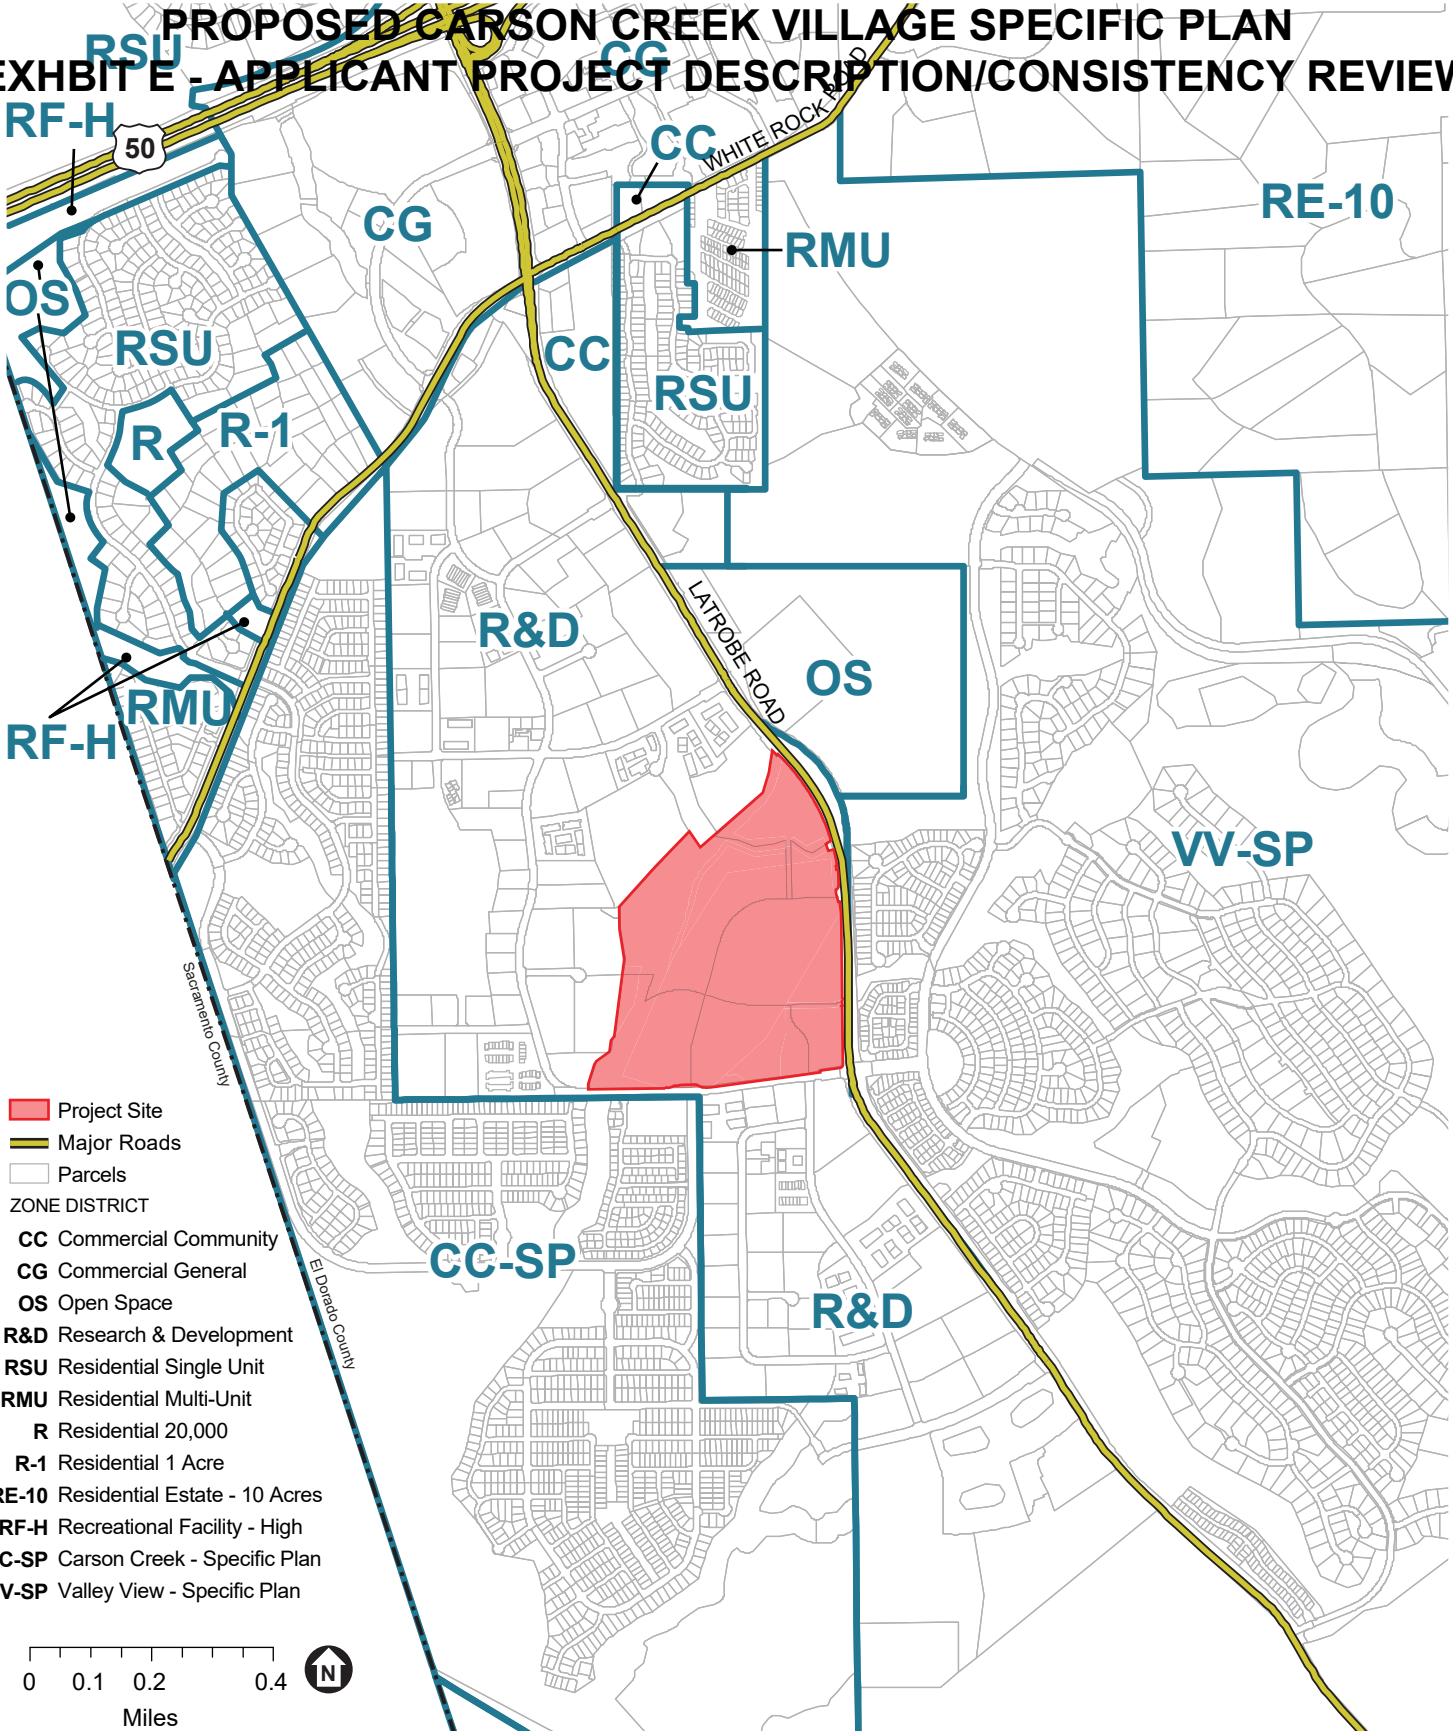 PROPOSED CARSON CREEK VILLAGE SPECIFIC PLAN
EXHBIT E - APPLICANT PROJECT DESCRIPTION/CONSISTENCY REVIEW
RSU
CG
RF-H
50
CC
WHITE ROCK ROAD
RE-10
CG
RMU
OS
RSU
CC
RSU
R
R-1
R&D
LATROBE ROAD
OS
RMU
RF-H
VV-SP
Sacramento County
El Dorado County
CC-SP
R&D
Project Site
Major Roads
Parcels
ZONE DISTRICT
CC Commercial Community
CG Commercial General
OS Open Space
R&D Research & Development
RSU Residential Single Unit
RMU Residential Multi-Unit
R Residential 20,000
R-1 Residential 1 Acre
RE-10 Residential Estate - 10 Acres
RF-H Recreational Facility - High
C-SP Carson Creek - Specific Plan
V-SP Valley View - Specific Plan
0 0.1 0.2 0.4
Miles
N